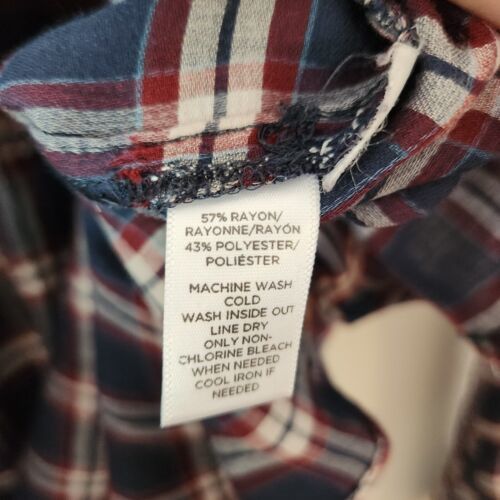 57% RAYON/
RAYONNE/RAYÓN
43% POLYESTER/
POLIÉSTER
MACHINE WASH
COLD
WASH INSIDE OUT
LINE DRY
ONLY NON-
CHLORINE BLEACH
WHEN NEEDED
COOL IRON IF
NEEDED